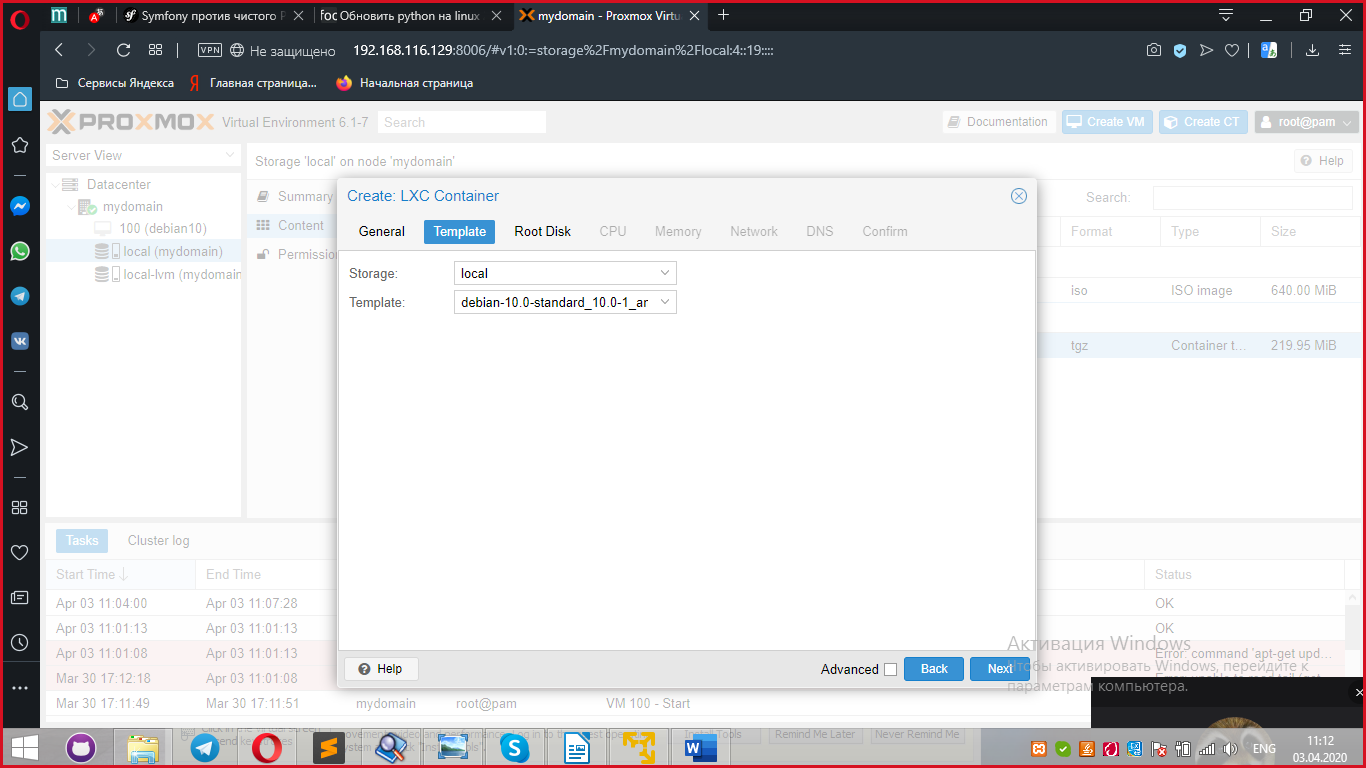 Symfony против чистого P
foc Обновить python на linux
mydomain - Proxmox Virtu
VPN
Не защищено
192.168.116.129:8006/#v1:0:=storage%2Fmydomain%2Flocal:4::19::::
Сервисы Яндекса
Главная страница...
Начальная страница
PROXMOX
Virtual Environment 6.1-7
Search
Documentation
Create VM
Create CT
root@pam
Server View
Storage 'local' on node 'mydomain'
Help
Datacenter
mydomain
100 (debian10)
local (mydomain)
local-lvm (mydomain
Summary
Content
Permission
Search:
Format
Type
Size
iso
ISO image
640.00 MiB
tgz
Container t...
219.95 MiB
Create: LXC Container
General
Template
Root Disk
CPU
Memory
Network
DNS
Confirm
Storage:
local
Template:
debian-10.0-standard_10.0-1_ar
Help
Advanced
Back
Next
Tasks
Cluster log
Start Time
End Time
Status
Apr 03 11:04:00
Apr 03 11:07:28
OK
Apr 03 11:01:13
Apr 03 11:01:13
OK
Apr 03 11:01:08
Apr 03 11:01:13
Error: command 'apt-get upd...
Mar 30 17:12:18
Apr 03 11:01:08
Mar 30 17:11:49
Mar 30 17:11:51
mydomain
root@pam
VM 100 - Start
Активация Windows
Чтобы активировать Windows, перейдите к
параметрам компьютера.
Remind Me Later
Never Remind Me
ENG
11:12
03.04.2020